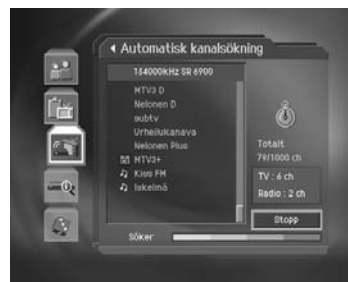 Automatisk kanalsökning
154000kHz SR 6900
MTV3 D
Nelonen D
subtv
Urheilukanava
Nelonen Plus
MTV3+
Kiss FM
Iskelmö
Totalt
79/1000 ch
TV : 6 ch
Radio : 2 ch
Stopp
Söker